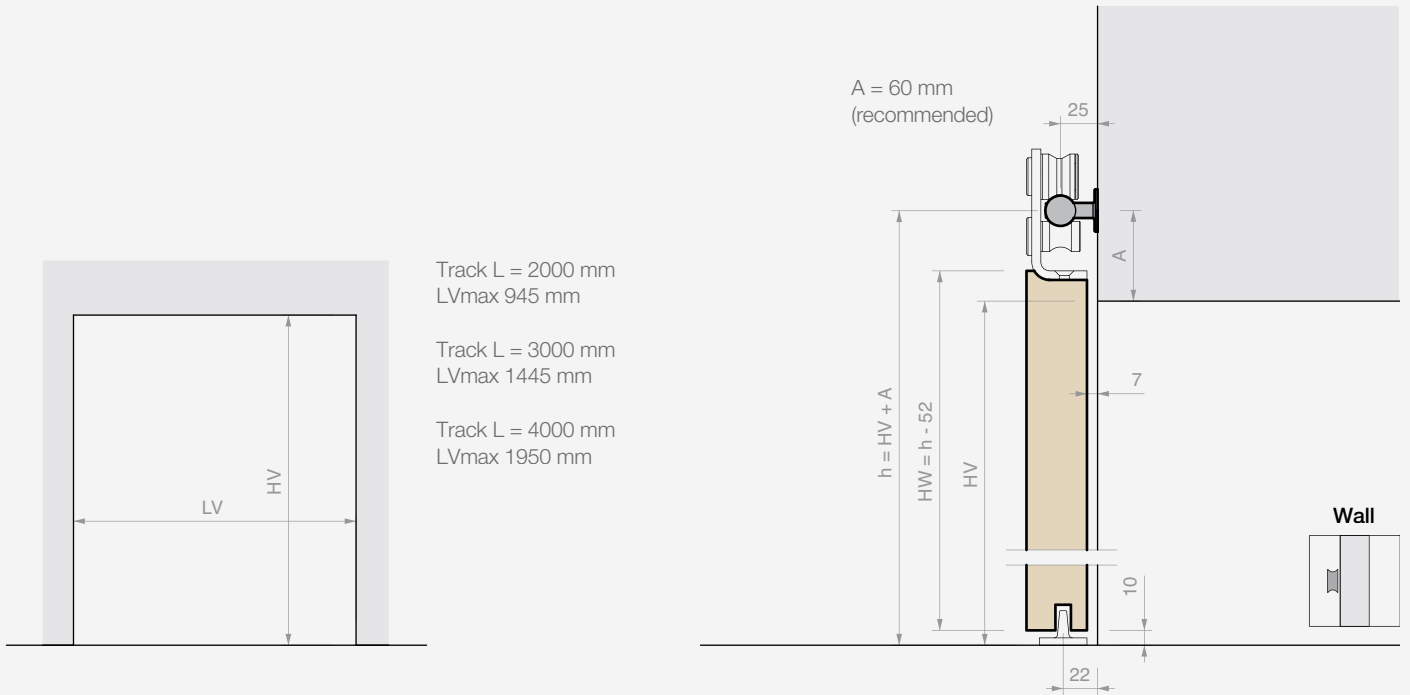 A = 60 mm
(recommended)
25
A
Track L = 2000 mm
LVmax 945 mm
Track L = 3000 mm
LVmax 1445 mm
Track L = 4000 mm
LVmax 1950 mm
HV
LV
h = HV + A
HW = h - 52
HV
7
Wall
10
22